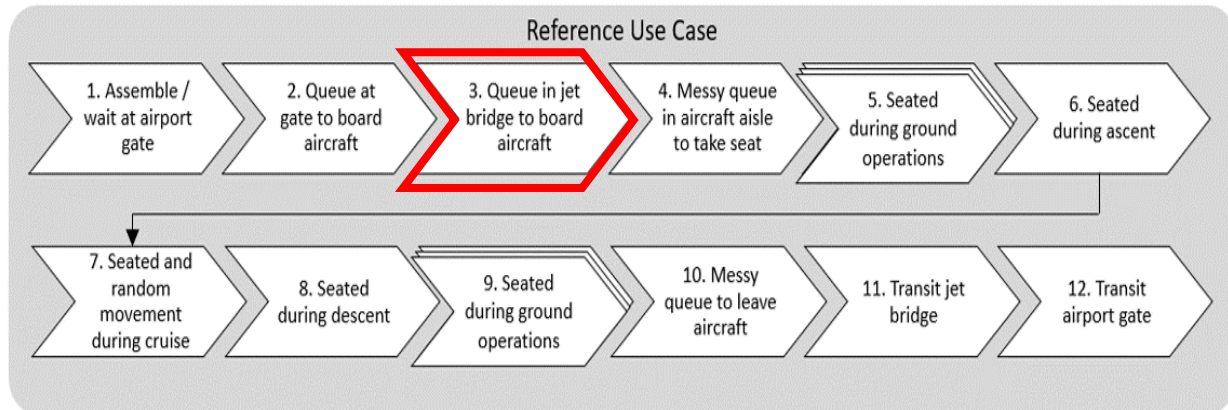 Reference Use Case
1. Assemble /
wait at airport
gate
2. Queue at
gate to board
aircraft
3. Queue in jet
bridge to board
aircraft
4. Messy queue
in aircraft aisle
to take seat
5. Seated
during ground
operations
6. Seated
during ascent
7. Seated and
random
movement
during cruise
8. Seated
during descent
9. Seated
during ground
operations
10. Messy
queue to leave
aircraft
11. Transit jet
bridge
12. Transit
airport gate